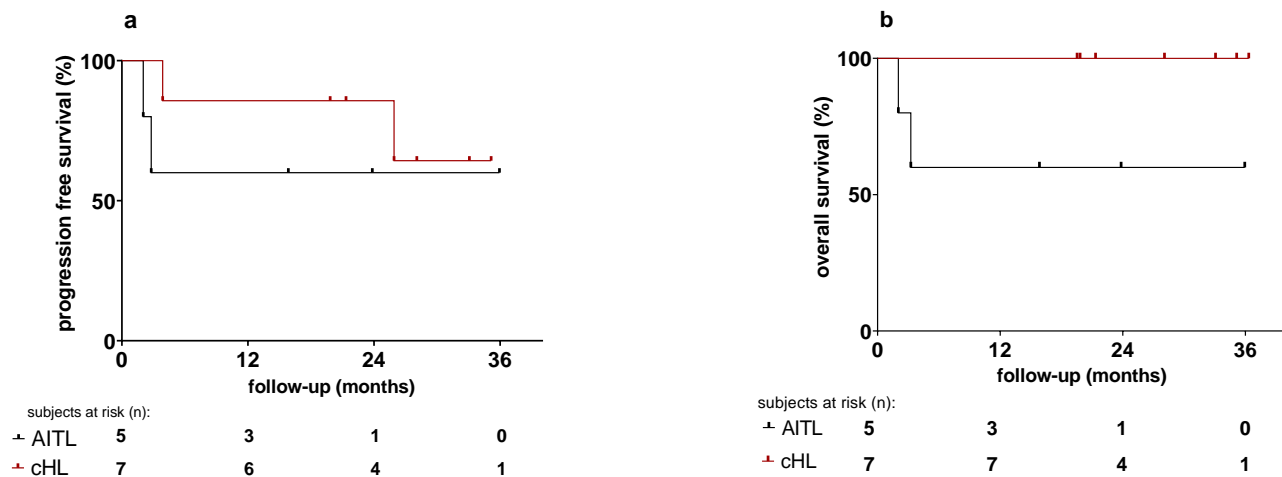 a
progression free survival (%)
100
50
0
0 12 24 36
follow-up (months)
subjects at risk (n):
AITL 5 3 1 0
cHL 7 6 4 1
b
overall survival (%)
100
50
0
0 12 24 36
follow-up (months)
subjects at risk (n):
AITL 5 3 1 0
cHL 7 7 4 1